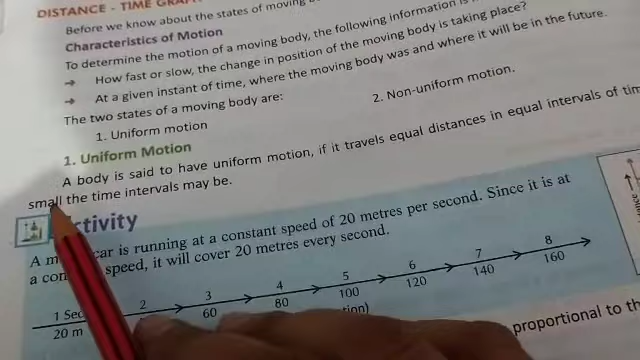 DISTANCE - TIME GRA
Before we know about the states of moving
Characteristics of Motion
To determine the motion of a moving body, the following information is
→ How fast or slow, the change in position of the moving body is taking place?
→ At a given instant of time, where the moving body was and where it will be in the future.
The two states of a moving body are:
1. Uniform motion 2. Non-uniform motion.
1. Uniform Motion
A body is said to have uniform motion, if it travels equal distances in equal intervals of
small the time intervals may be.
ctivity
A car is running at a constant speed of 20 metres per second. Since it is at
a con speed, it will cover 20 metres every second.
1 Sec 2 3 4 5 6 7 8
20 m 60 80 100 120 140 160
proportional to